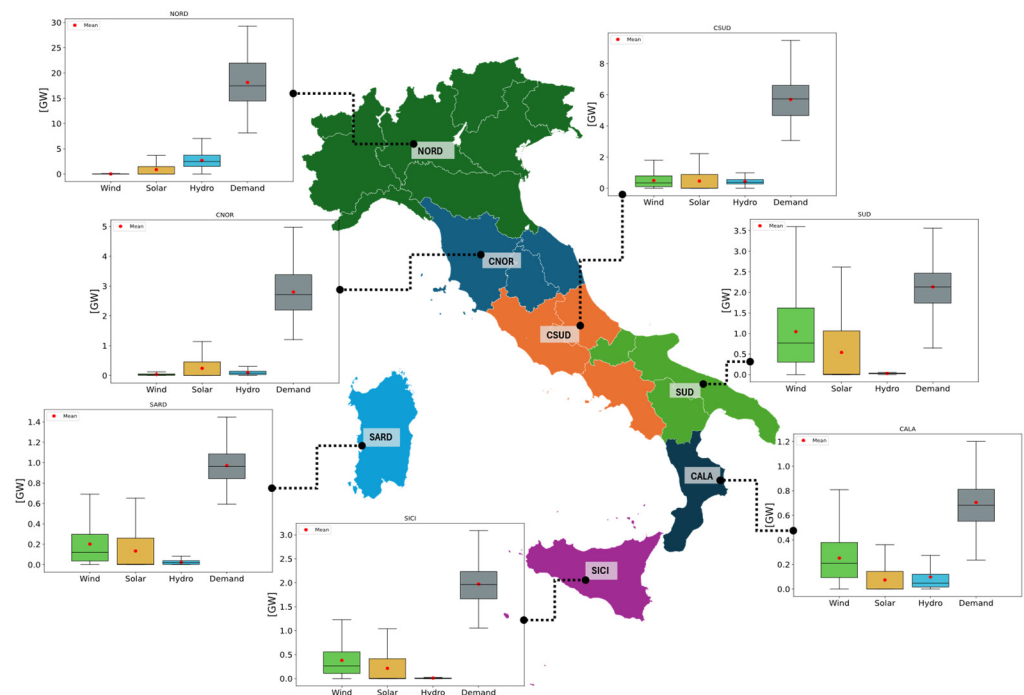 NORD
Mean
[GW]
30
25
20
15
10
5
0
Wind Solar Hydro Demand
CSUD
Mean
[GW]
8
6
4
2
0
Wind Solar Hydro Demand
CNOR
Mean
[GW]
5
4
3
2
1
0
Wind Solar Hydro Demand
SUD
Mean
[GW]
3.5
3.0
2.5
2.0
1.5
1.0
0.5
0.0
Wind Solar Hydro Demand
SARD
Mean
[GW]
1.4
1.2
1.0
0.8
0.6
0.4
0.2
0.0
Wind Solar Hydro Demand
CALA
Mean
[GW]
1.2
1.0
0.8
0.6
0.4
0.2
0.0
Wind Solar Hydro Demand
SICI
Mean
[GW]
3.0
2.5
2.0
1.5
1.0
0.5
0.0
Wind Solar Hydro Demand
NORD
CNOR
CSUD
SUD
SARD
CALA
SICI